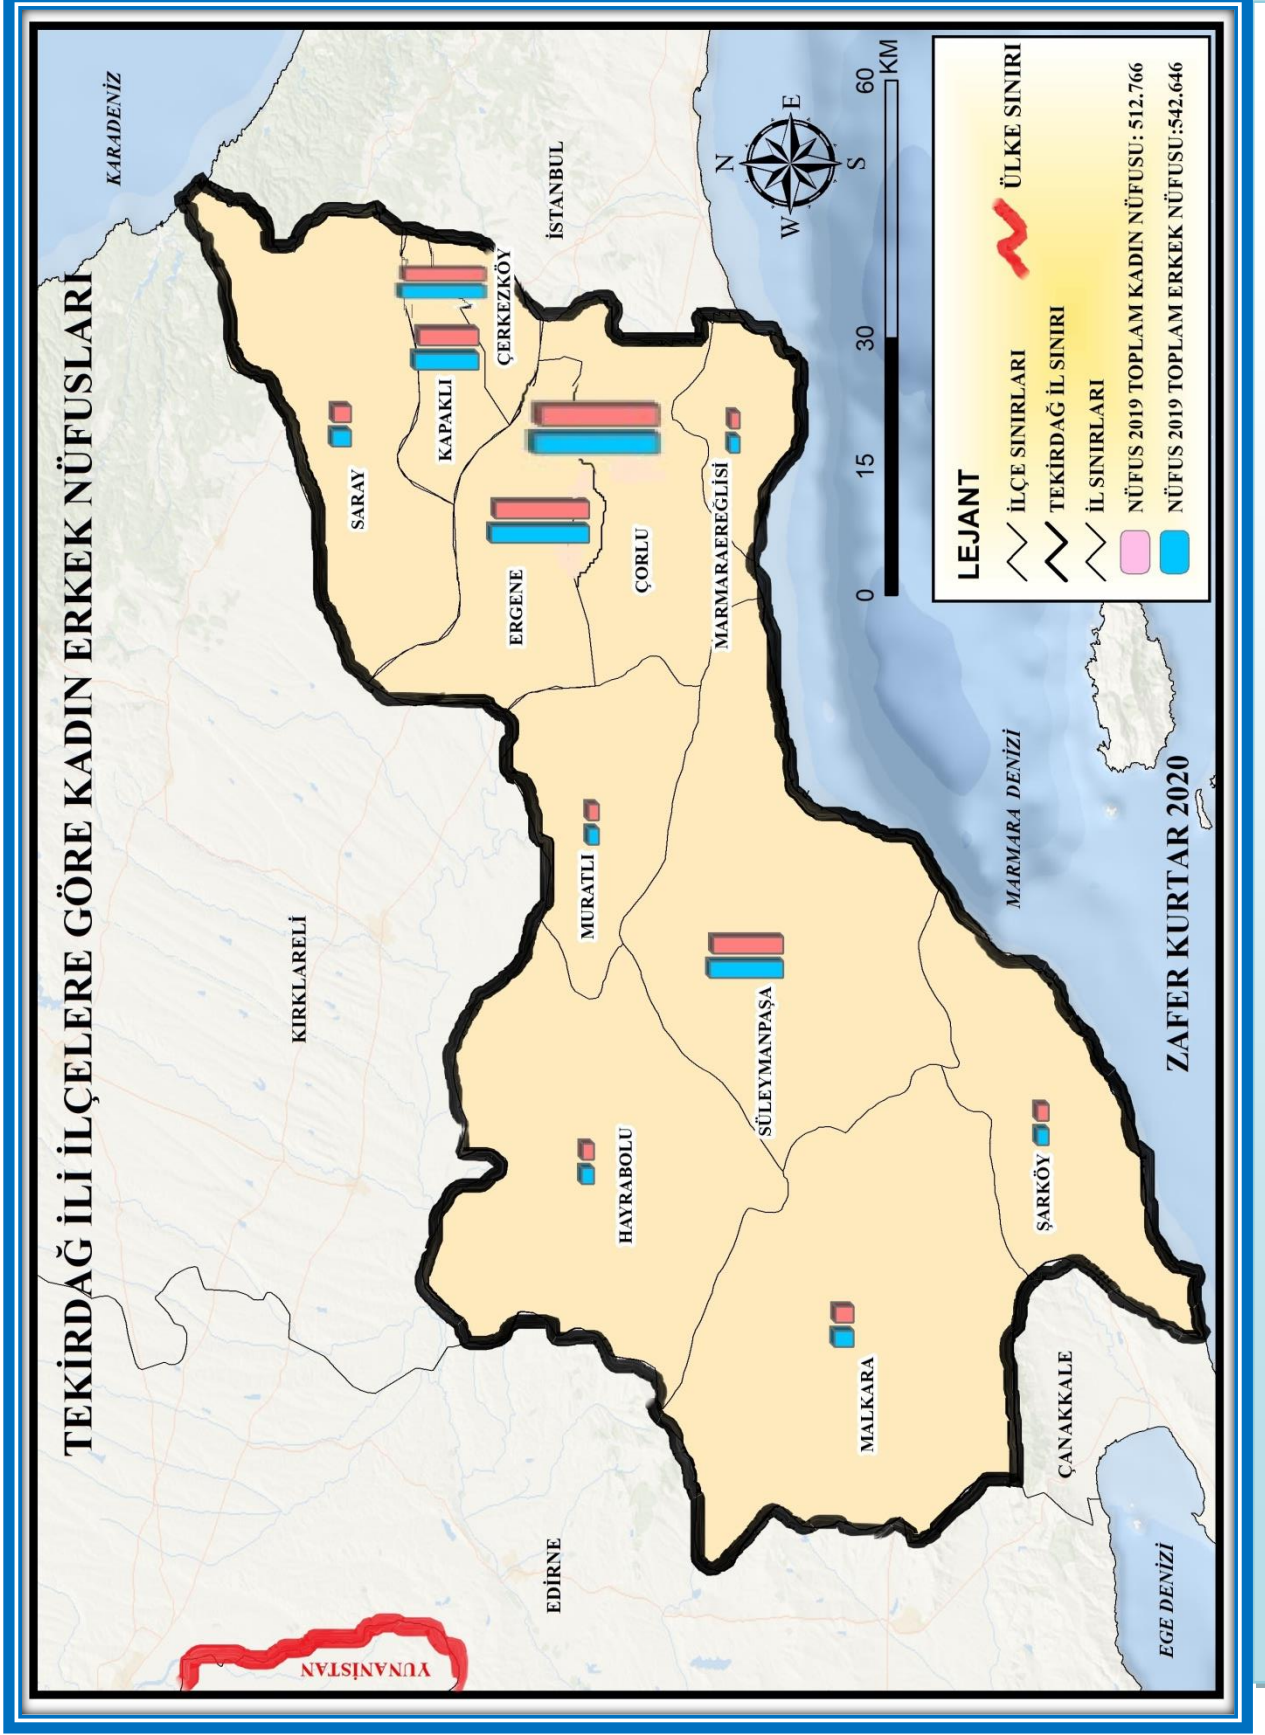 TEKİRDAĞ İLİ İLÇELERE GÖRE KADIN ERKEK NÜFUSLARI
KARADENİZ
KIRKLARELİ
İSTANBUL
EDİRNE
YUNANİSTAN
SARAY
KAPAKLI
ÇERKEZKÖY
ERGENE
ÇORLU
MARMARAEREĞLİSİ
MURATLI
SÜLEYMANPAŞA
HAYRABOLU
MALKARA
ŞARKÖY
ÇANAKKALE
EGE DENİZİ
MARMARA DENİZİ
N
W
E
S
0 15 30 60
KM
LEJANT
İLÇE SINIRLARI
ÜLKE SINIRI
TEKİRDAĞ İL SINIRI
İL SINIRLARI
NÜFUS 2019 TOPLAM KADIN NÜFUSU: 512.766
NÜFUS 2019 TOPLAM ERKEK NÜFUSU:542.646
ZAFER KURTAR 2020